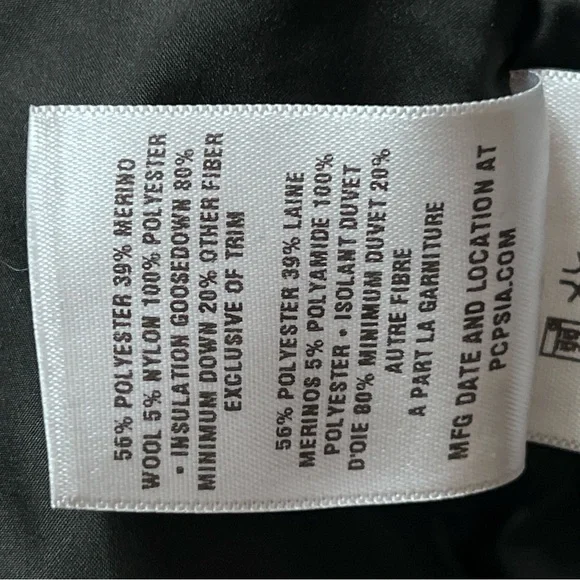 56% POLYESTER 39% MERINO
WOOL 5% NYLON 100% POLYESTER
• INSULATION GOOSEDOWN 80%
MINIMUM DOWN 20% OTHER FIBER
EXCLUSIVE OF TRIM
56% POLYESTER 39% LAINE
MERINOS 5% POLYAMIDE 100%
POLYESTER • ISOLANT DUVET
D'OIE 80% MINIMUM DUVET 20%
AUTRE FIBRE
A PART LA GARNITURE
MFG DATE AND LOCATION AT
PCPSIA.COM